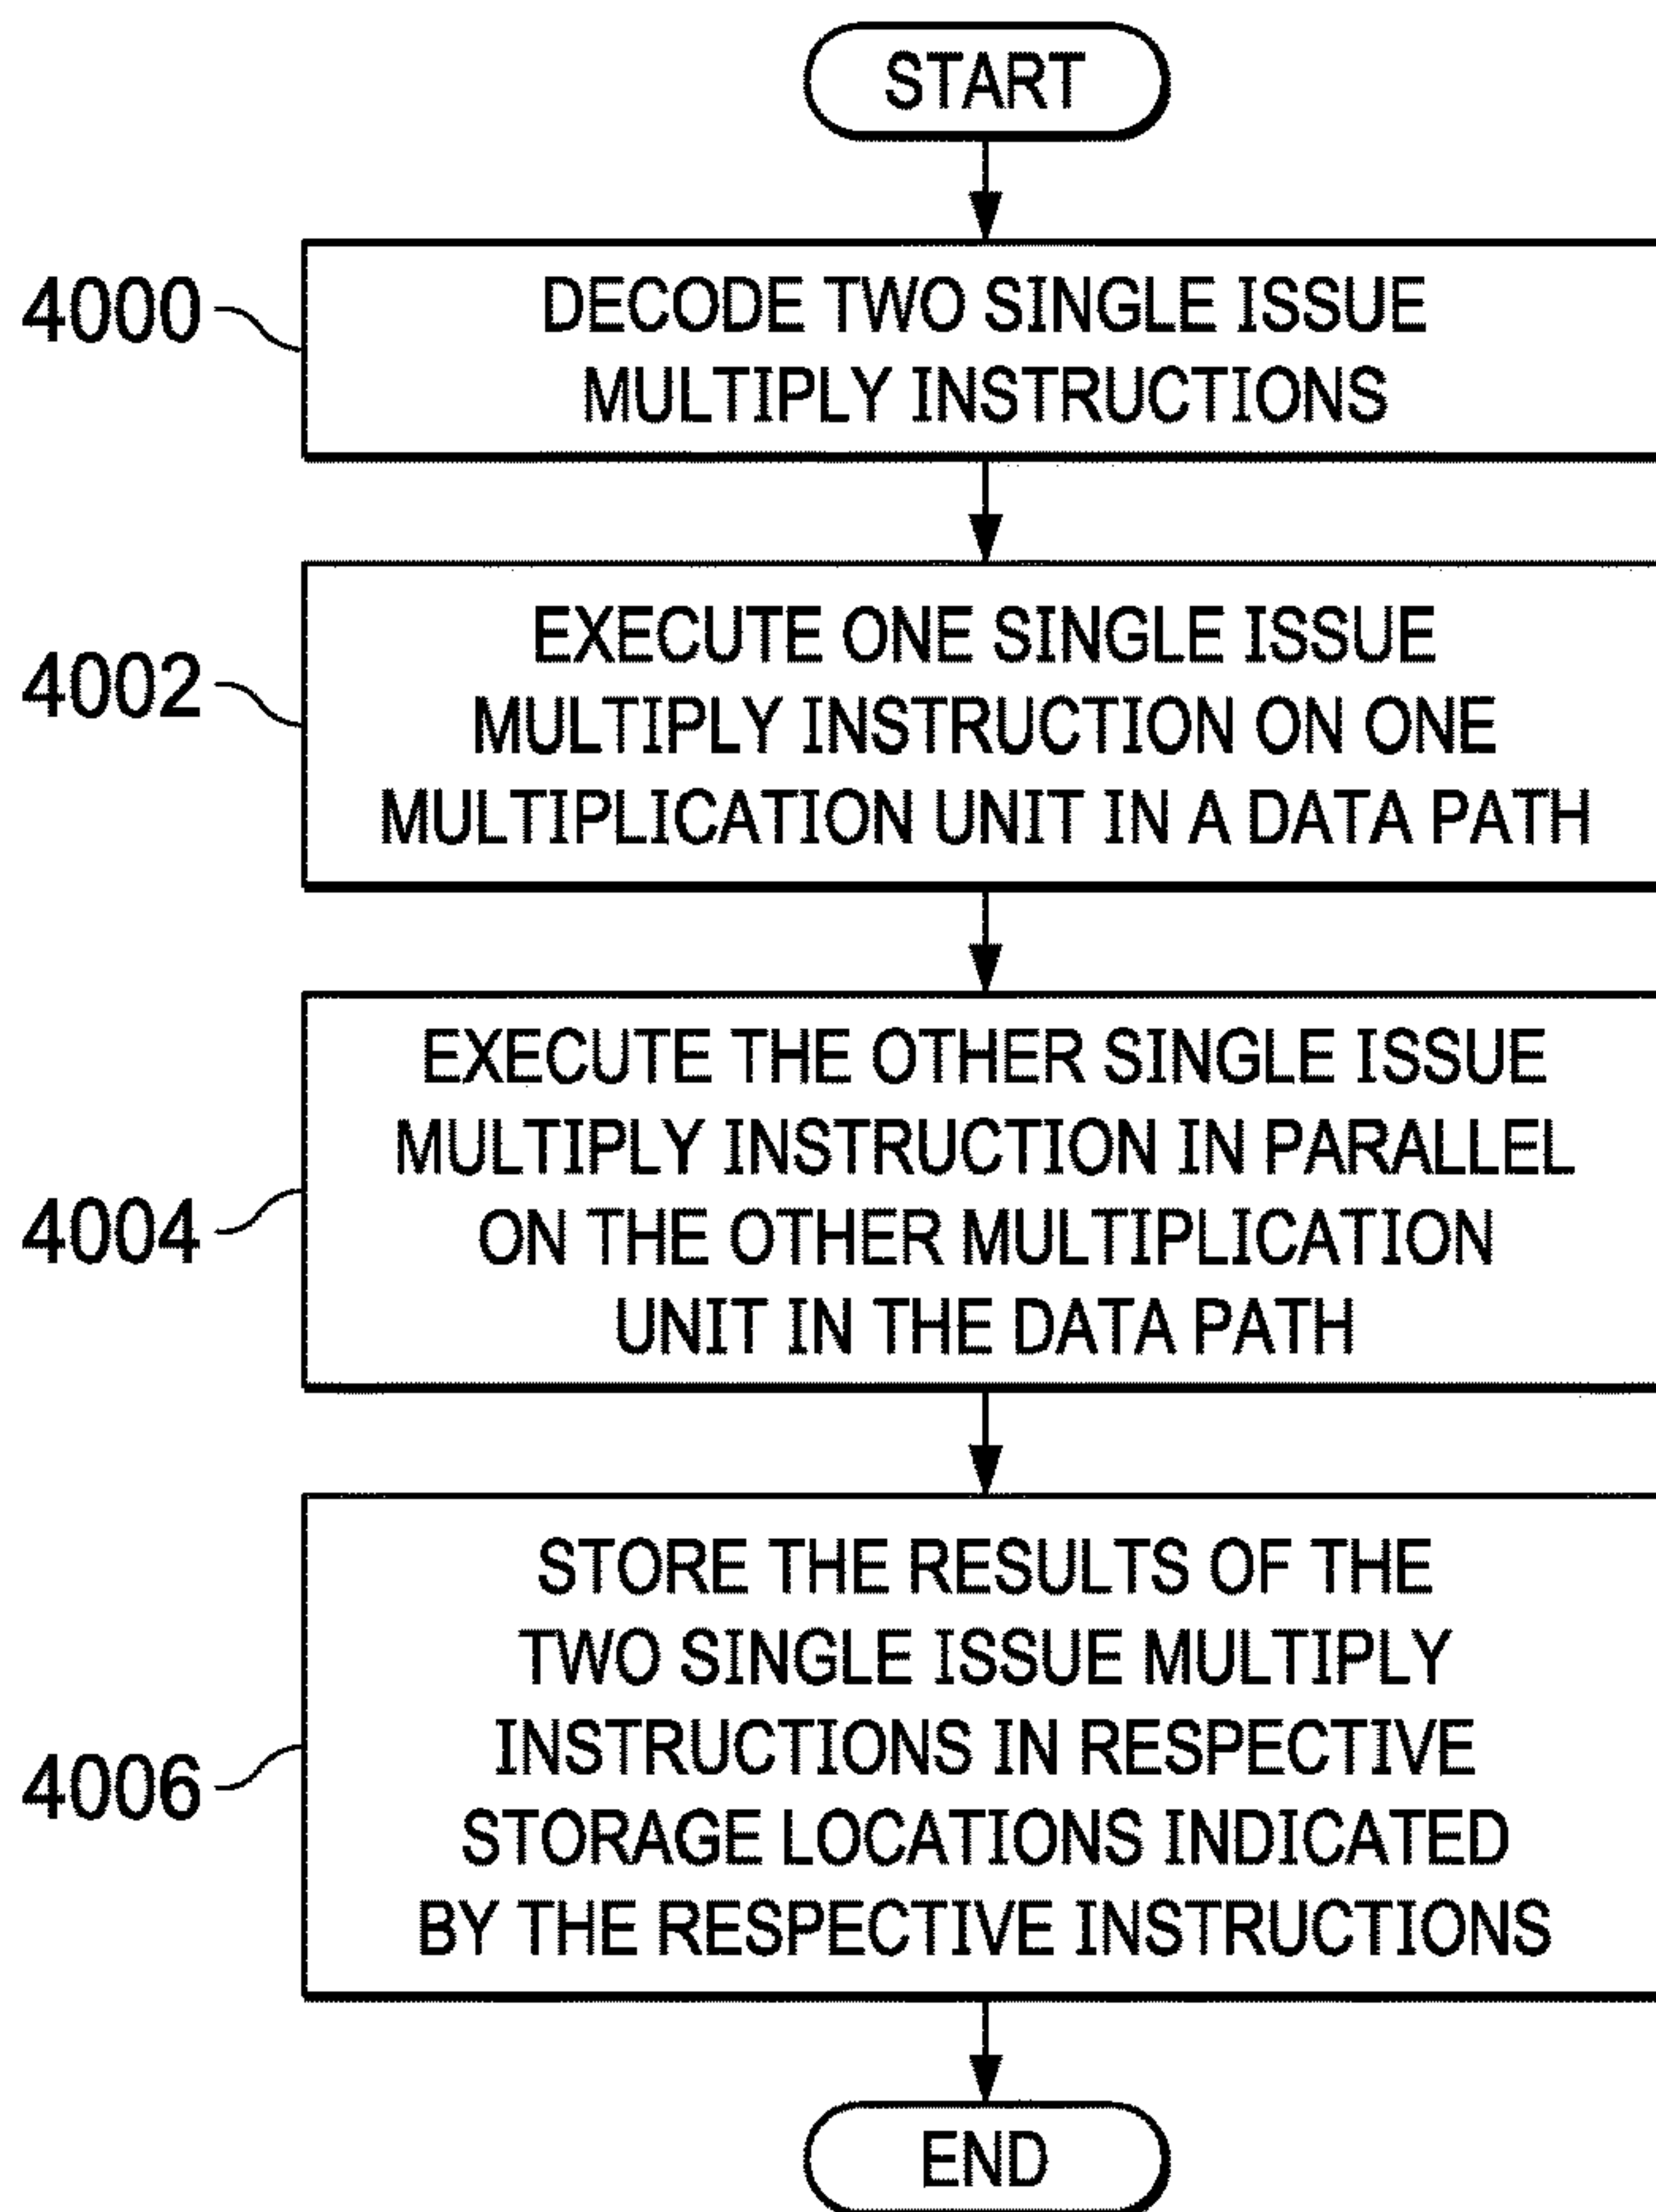 START
4000
DECODE TWO SINGLE ISSUE
MULTIPLY INSTRUCTIONS
4002
EXECUTE ONE SINGLE ISSUE
MULTIPLY INSTRUCTION ON ONE
MULTIPLICATION UNIT IN A DATA PATH
4004
EXECUTE THE OTHER SINGLE ISSUE
MULTIPLY INSTRUCTION IN PARALLEL
ON THE OTHER MULTIPLICATION
UNIT IN THE DATA PATH
4006
STORE THE RESULTS OF THE
TWO SINGLE ISSUE MULTIPLY
INSTRUCTIONS IN RESPECTIVE
STORAGE LOCATIONS INDICATED
BY THE RESPECTIVE INSTRUCTIONS
END